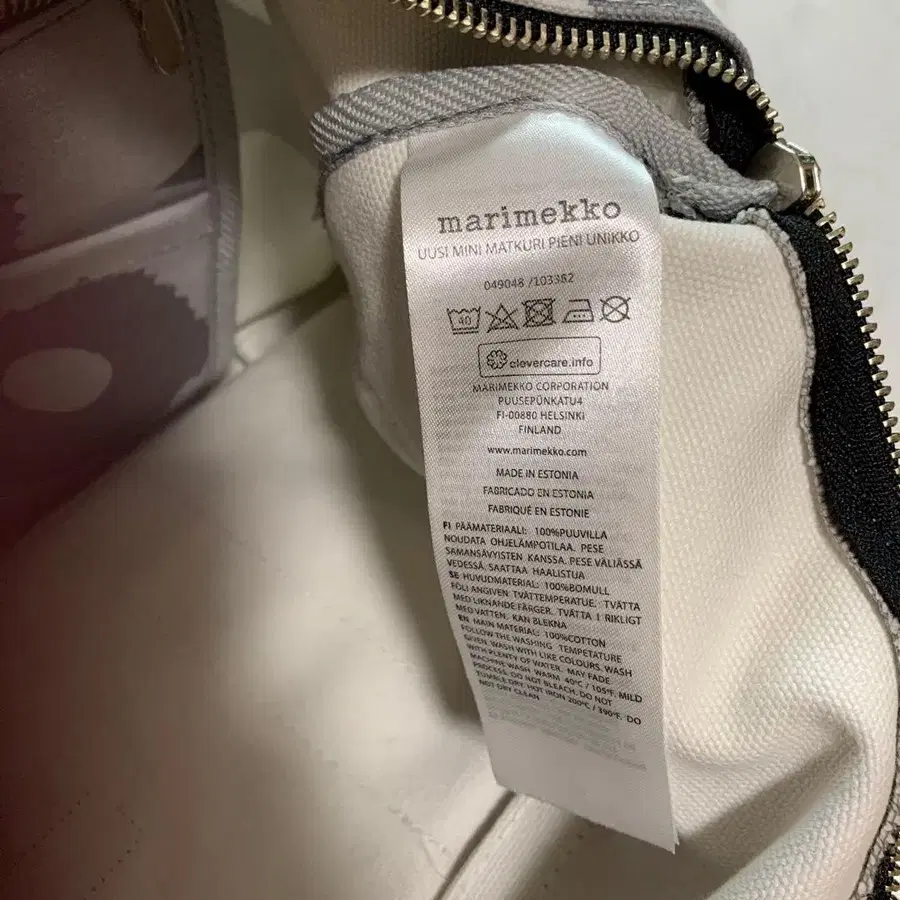 marimekko
UUSI MINI MATKURI PIENI UNIKKO
049048 /103382
40
clevercare.info
MARIMEKKO CORPORATION
PUUSEPÜNKATU4
FI-00880 HELSINKI
FINLAND
www.marimekko.com
MADE IN ESTONIA
FABRICADO EN ESTONIA
FABRIQUÉ EN ESTONIE
FI PÄÄMATERIAALI: 100%PUUVILLA
NOUDATA OHJELÄMPOTILAA. PESE
SAMANSÄVYISTEN KANSSA. PESE VÄLJÄSSÄ
VEDESSÄ. SAATTAA HAALISTUA
SE HUVUDMATERIAL: 100%BOMULL
FÖLJ ANGIVEN TVÄTTEMPERATUE. TVÄTTA
MED LIKNANDE FÄRGER. TVÄTTA I RIKLIGT
MED VATTEN. KAN BLEKNA
EN MAIN MATERIAL: 100%COTTON
FOLLOW THE WASHING TEMPETATURE
GIVEN. WASH WITH LIKE COLOURS. WASH
WITH PLENTY OF WATER. MAY FADE
MACHINE WASH WARM 40°C / 105°F. MILD
PROCESS. DO NOT BLEACH. DO NOT
TUMBLE DRY. HOT IRON 200°C / 390°F. DO
NOT DRY CLEAN